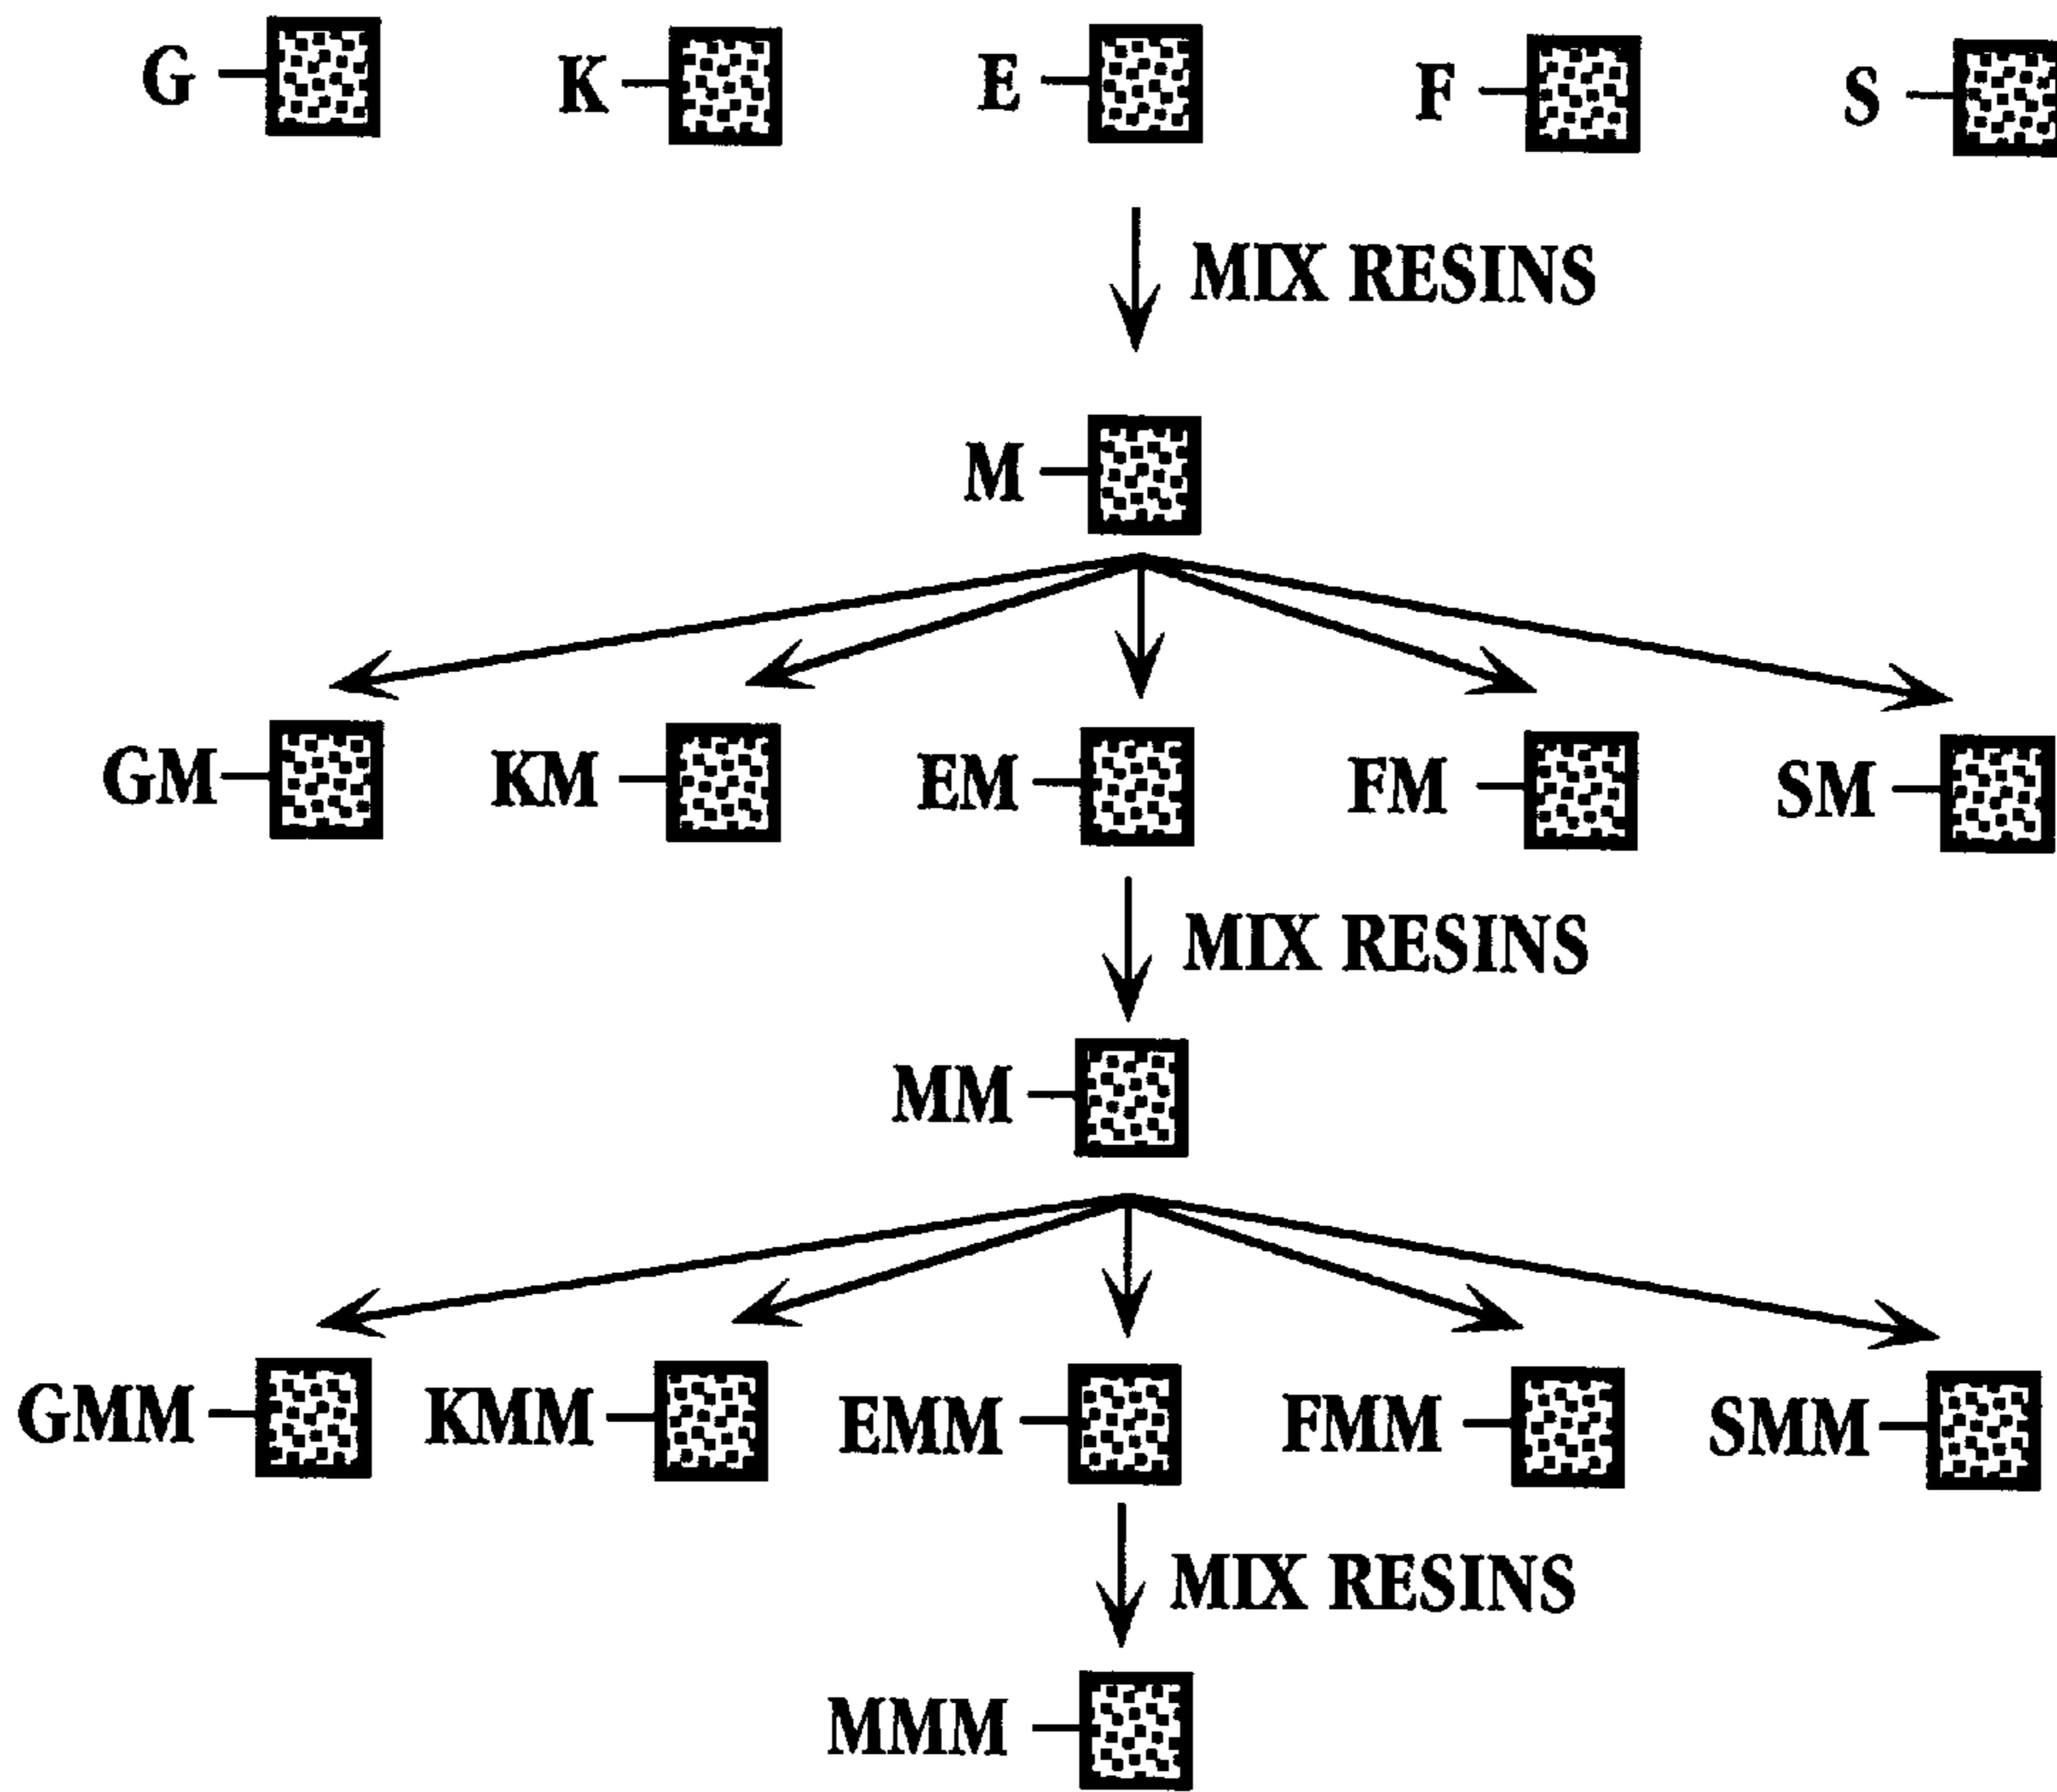 G K E F S
MIX RESINS
M
GM KM EM FM SM
MIX RESINS
MM
GMM KMM EMM FMM SMM
MIX RESINS
MMM